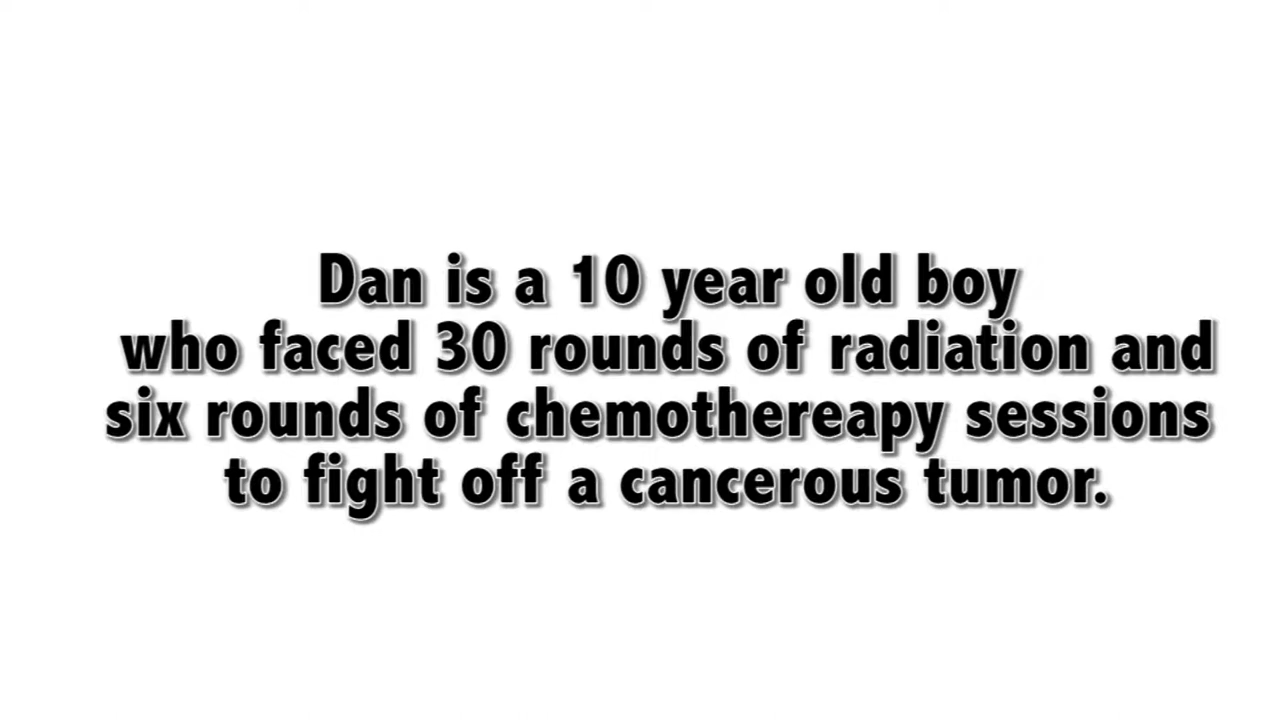 Dan is a 10 year old boy
who faced 30 rounds of radiation and
six rounds of chemothereapy sessions
to fight off a cancerous tumor.